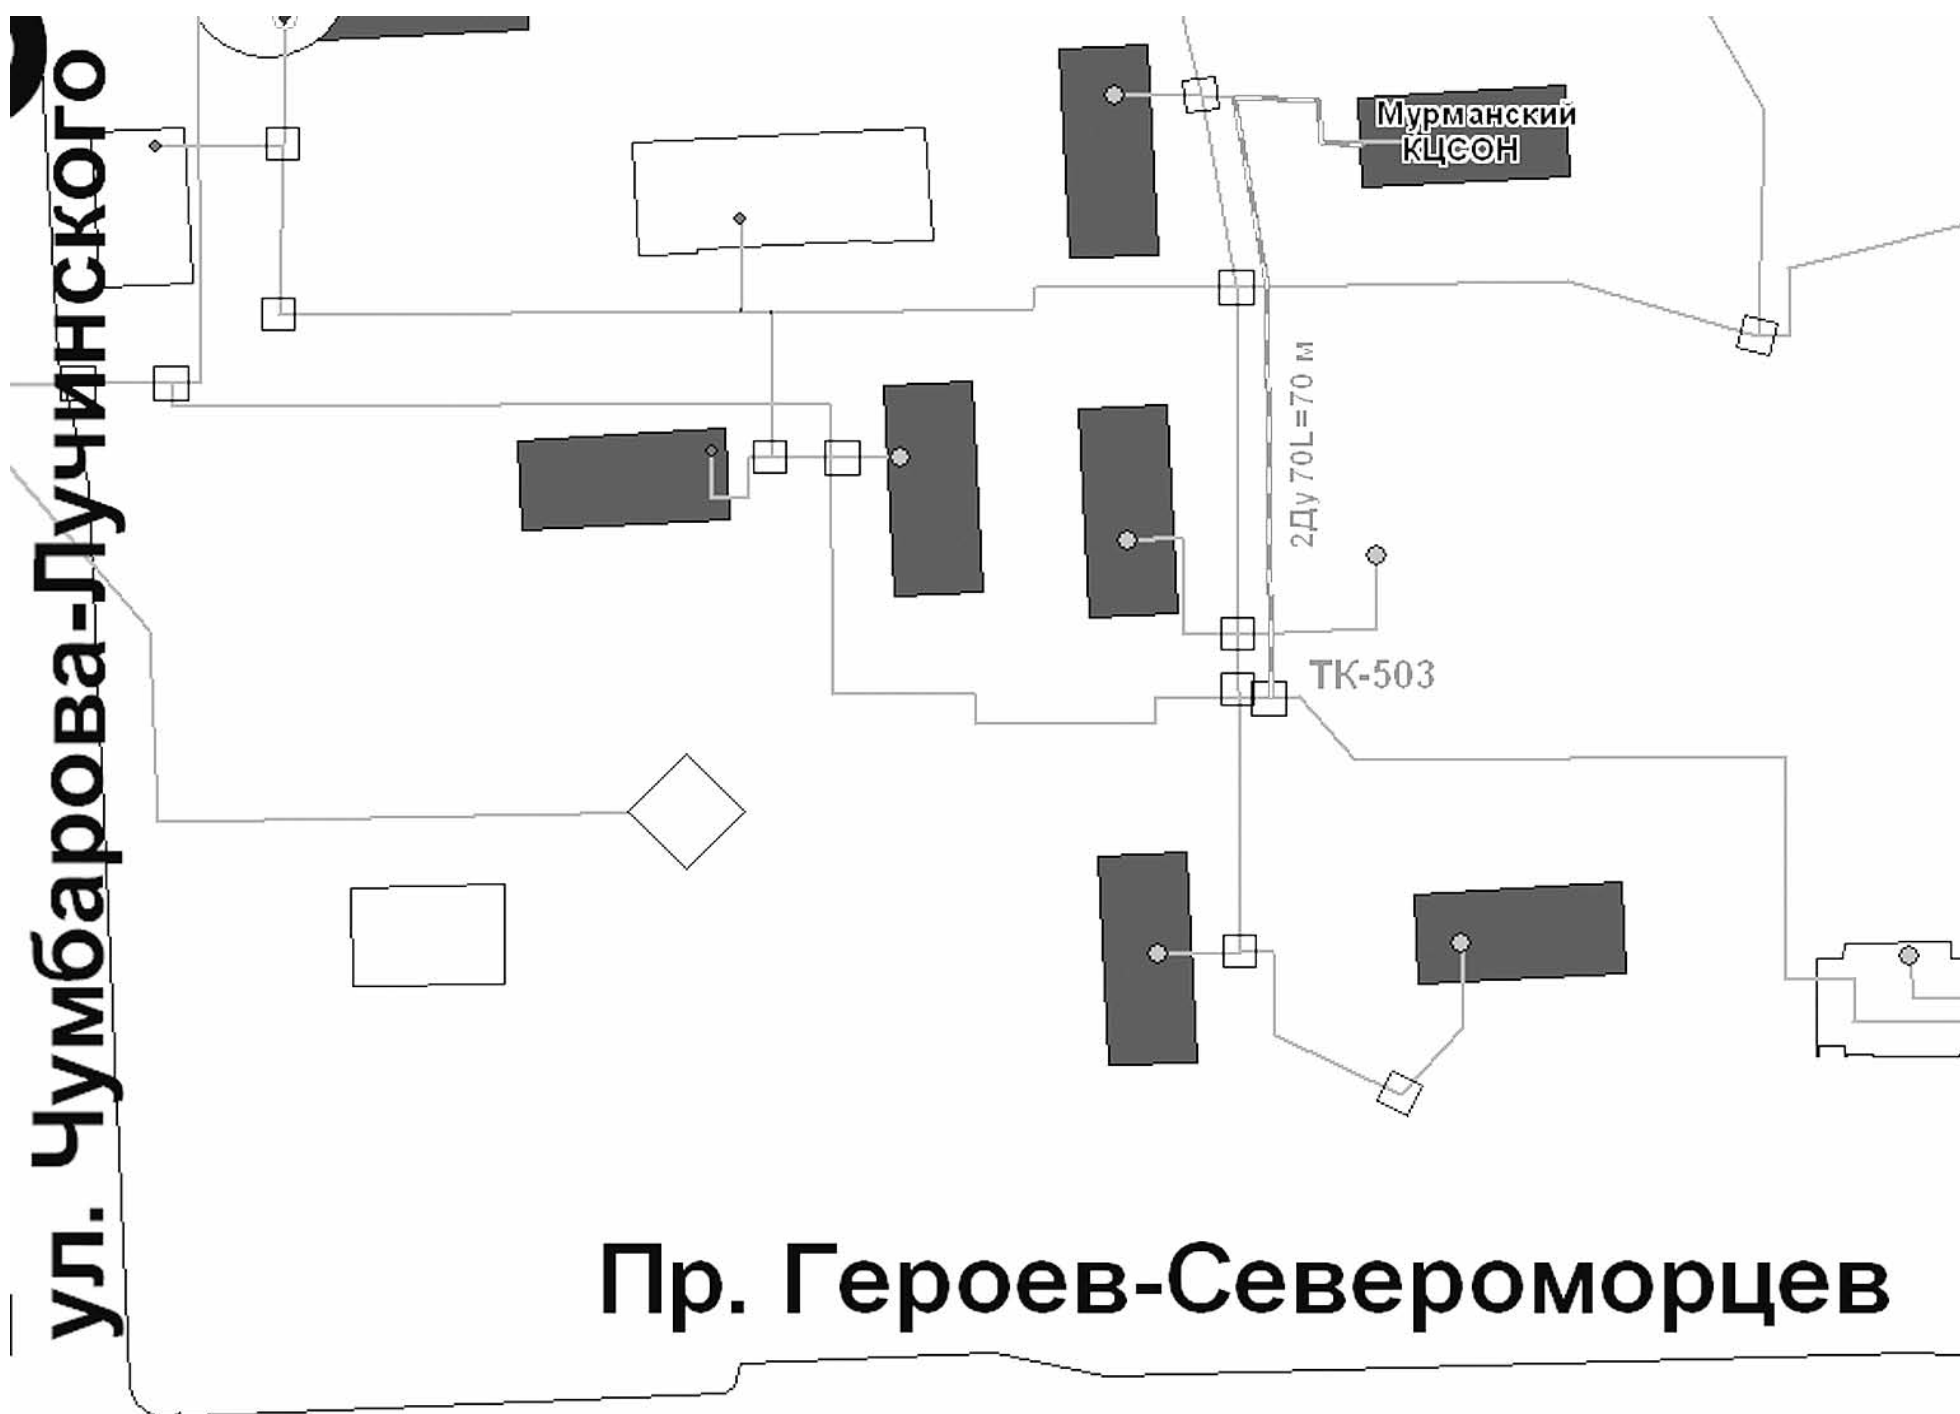 Мурманский
КЦСОН
ул. Чумбарова-Лучинского
2Ду 70L=70 м
ТК-503
Пр. Героев-Североморцев